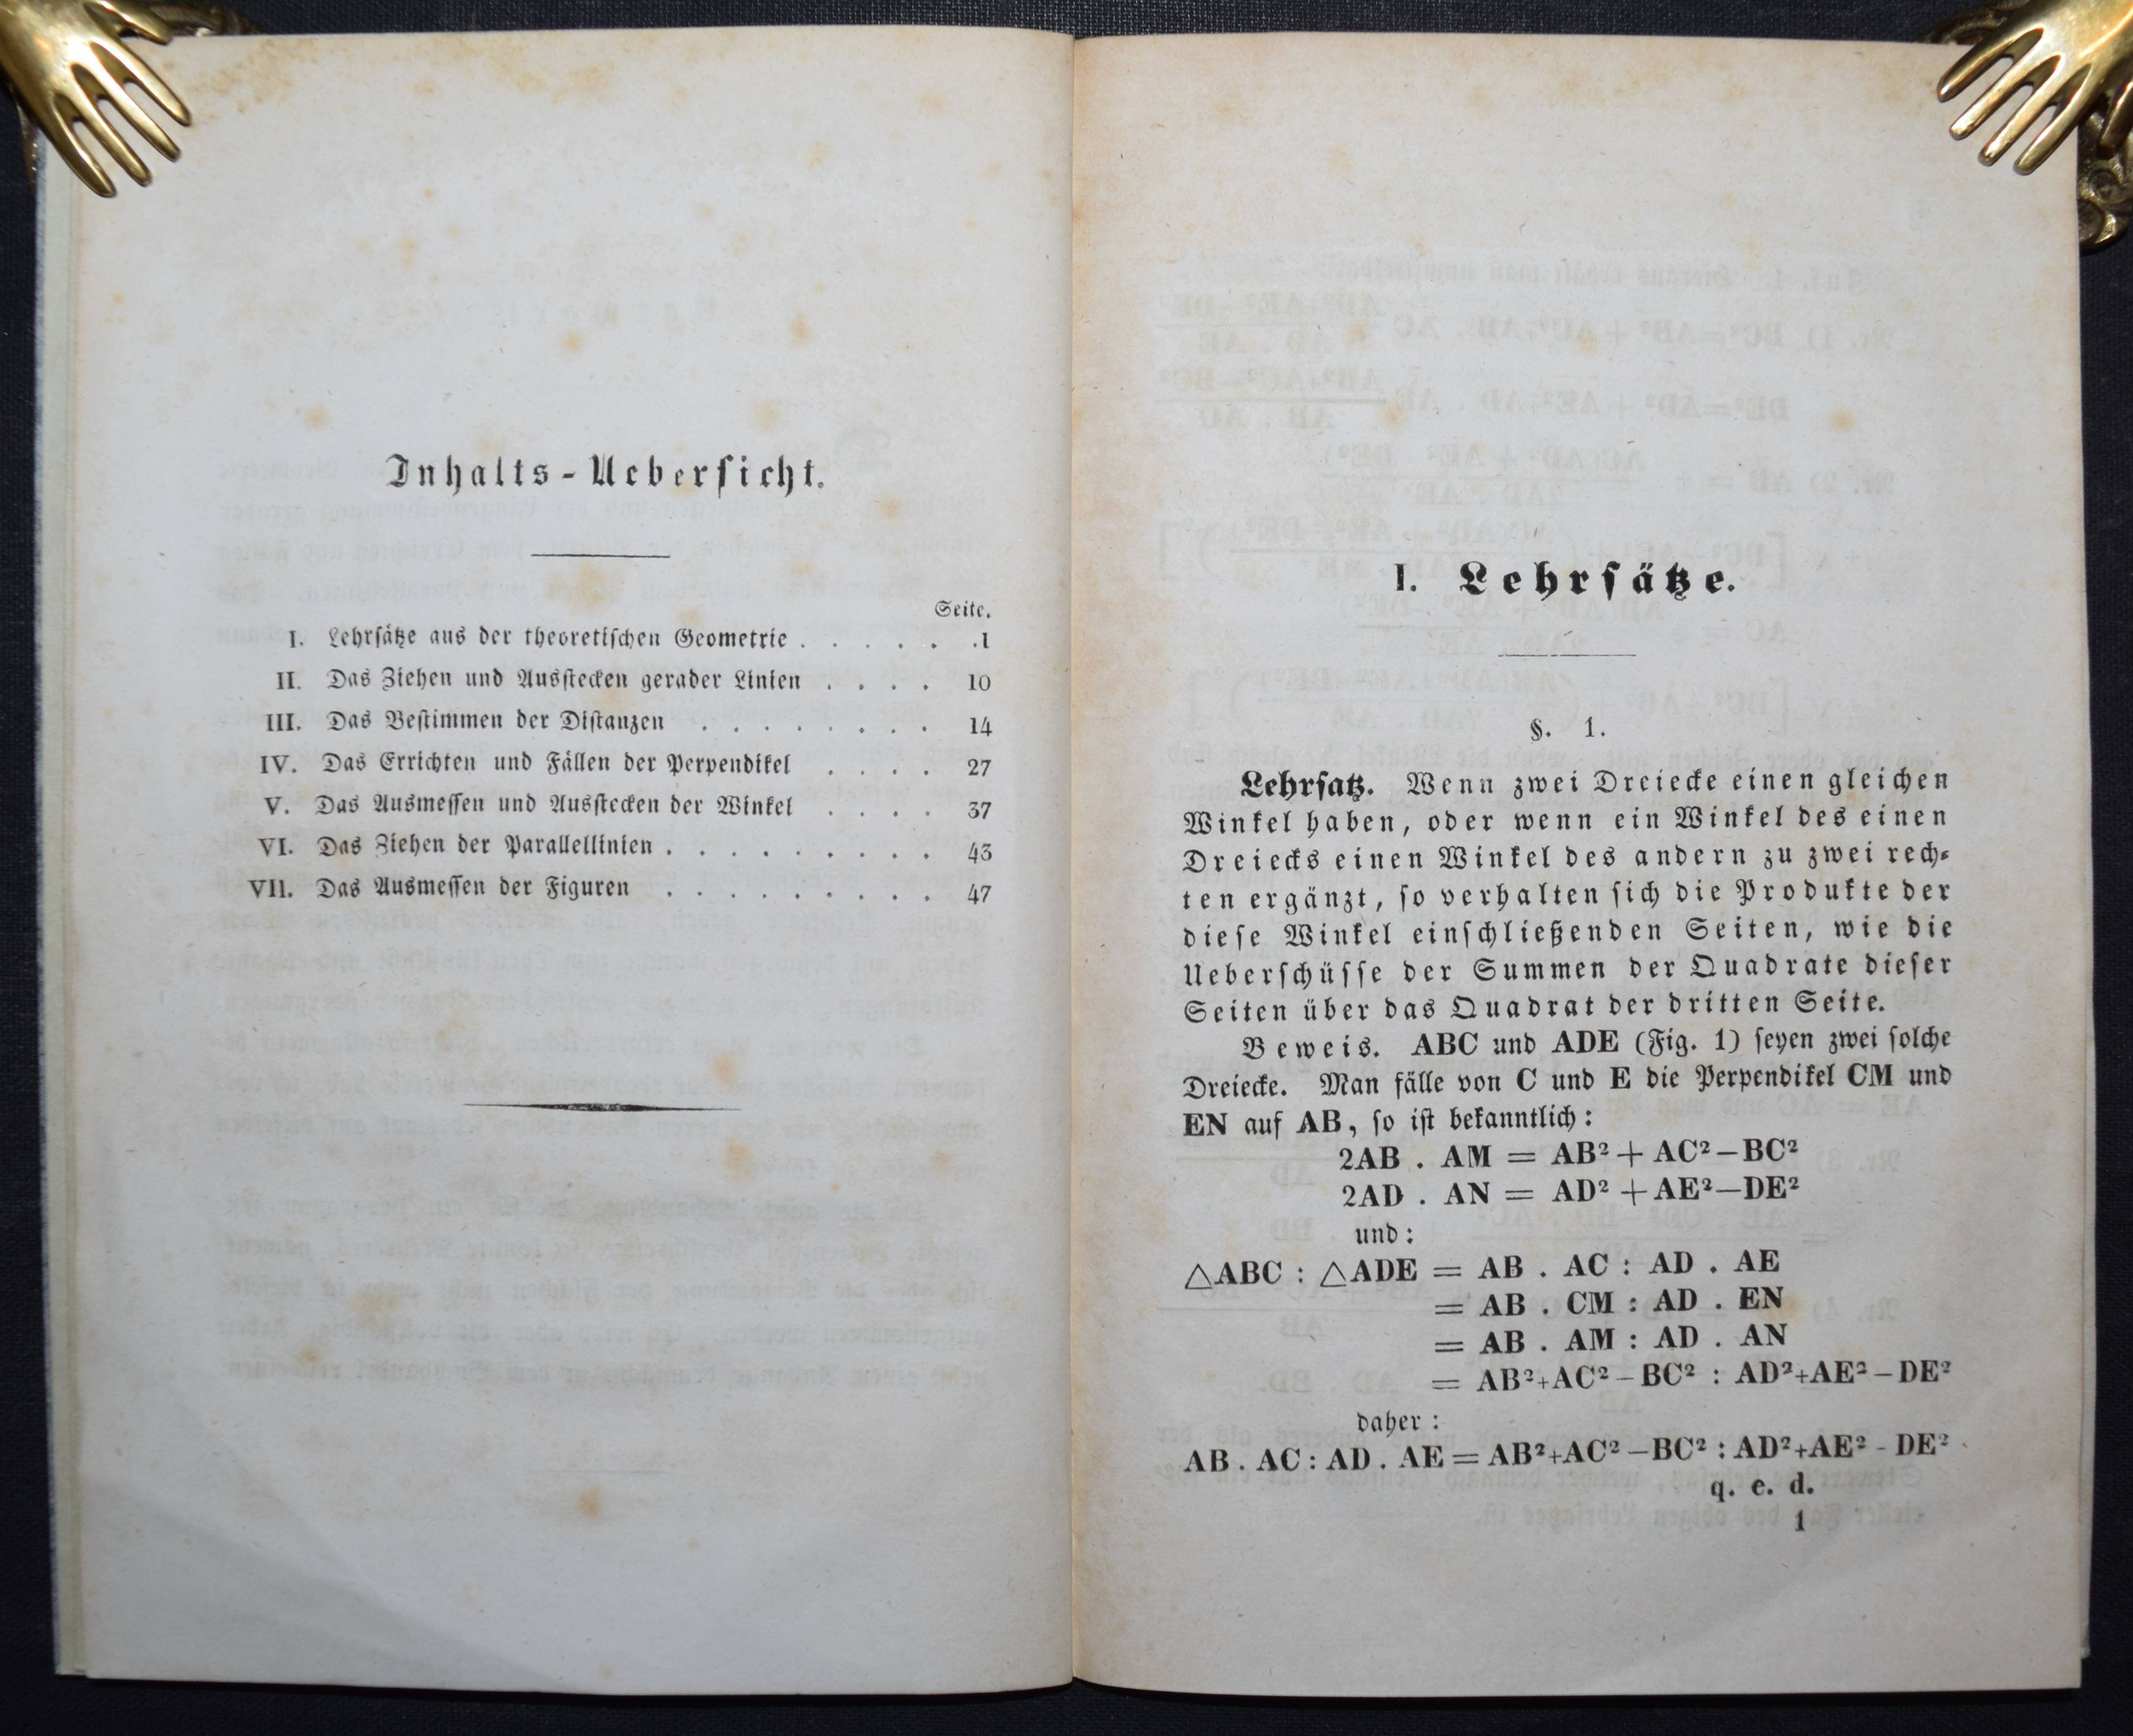 Inhalts-Uebersicht.
Seite.
I. Lehrsätze aus der theoretischen Geometrie . . . . . . 1
II. Das Ziehen und Ausstecken gerader Linien . . . . 10
III. Das Bestimmen der Distanzen . . . . . . . . 14
IV. Das Errichten und Fällen der Perpendikel . . . . 27
V. Das Ausmessen und Ausstecken der Winkel . . . . 37
VI. Das Ziehen der Parallellinien . . . . . . . . . 43
VII. Das Ausmessen der Figuren . . . . . . . . . 47
I. Lehrsätze.
§. 1.
Lehrsatz. Wenn zwei Dreiecke einen gleichen
Winkel haben, oder wenn ein Winkel des einen
Dreiecks einen Winkel des andern zu zwei rech-
ten ergänzt, so verhalten sich die Produkte der
diese Winkel einschließenden Seiten, wie die
Ueberschüsse der Summen der Quadrate dieser
Seiten über das Quadrat der dritten Seite.
Beweis. ABC und ADE (Fig. 1) seyen zwei solche
Dreiecke. Man fälle von C und E die Perpendikel CM und
EN auf AB, so ist bekanntlich:
2AB . AM = AB² + AC² – BC²
2AD . AN = AD² + AE² – DE²
und:
△ABC : △ADE = AB . AC : AD . AE
= AB . CM : AD . EN
= AB . AM : AD . AN
= AB²+AC² – BC² : AD²+AE² – DE²
daher:
AB . AC : AD . AE = AB²+AC² – BC² : AD²+AE² - DE²
q. e. d.
1